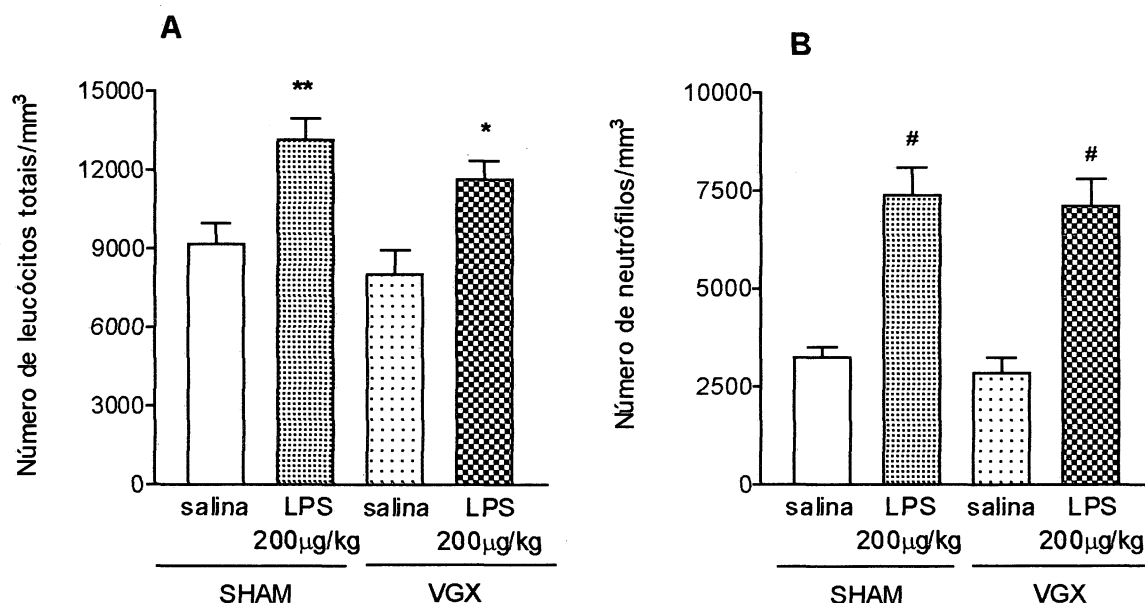 A
Número de leucócitos totais/mm³
15000
12000
9000
6000
3000
0
**
*
salina LPS salina LPS
200µg/kg 200µg/kg
SHAM VGX
B
Número de neutrófilos/mm³
10000
7500
5000
2500
0
#
#
salina LPS salina LPS
200µg/kg 200µg/kg
SHAM VGX